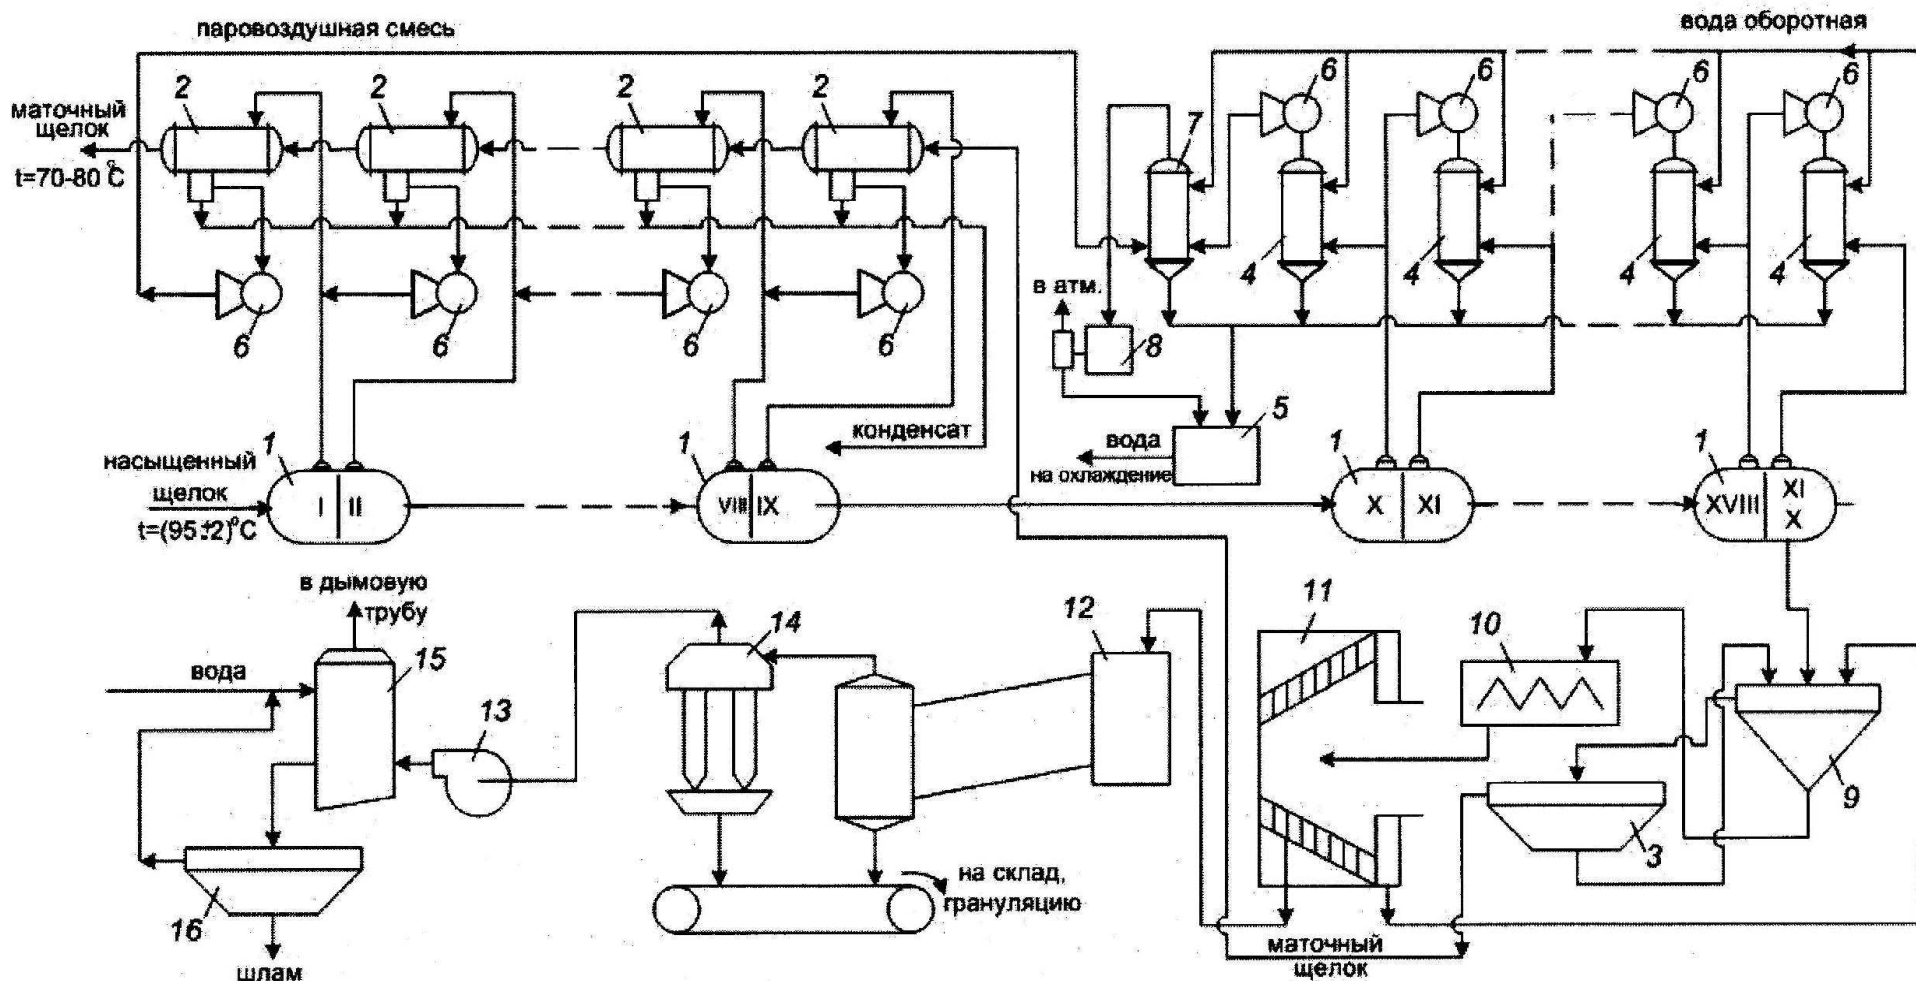 паровоздушная смесь
вода оборотная
2
2
2
2
6
6
6
6
маточный
щелок
t=70-80 °C
7
4
4
4
4
6
6
6
6
в атм.
8
5
1
1
1
1
конденсат
вода
на охлаждение
насыщенный
щелок
t=(95±2)°C
I
II
VIII
IX
X
XI
XVIII
XI
X
в дымовую
трубу
15
вода
13
14
12
11
10
9
3
16
шлам
на склад,
грануляцию
маточный
щелок